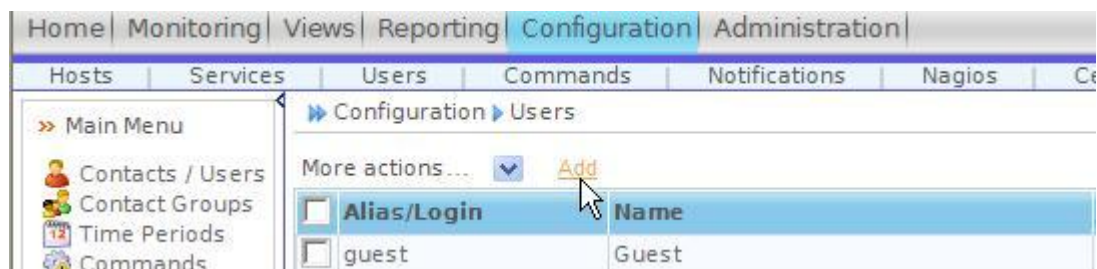 Home Monitoring Views Reporting Configuration Administration
Hosts Services Users Commands Notifications Nagios
Main Menu
Configuration Users
More actions... Add
Contacts / Users
Contact Groups
Time Periods
Commands
Alias/Login Name
guest Guest